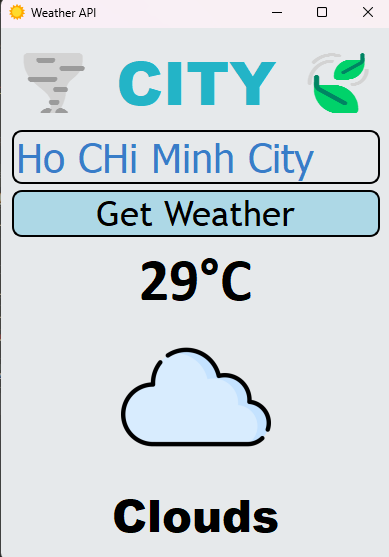 Weather API
CITY
Ho CHi Minh City
Get Weather
29°C
Clouds